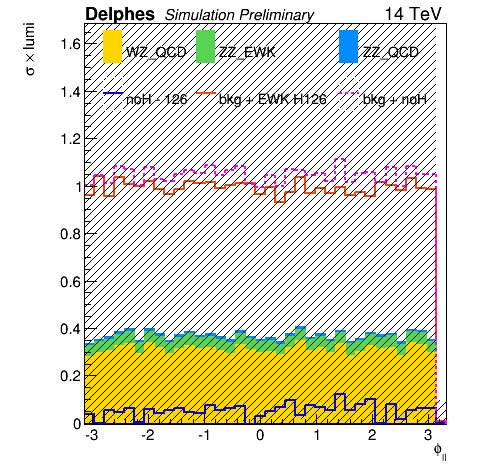 Delphes Simulation Preliminary 14 TeV
σ × lumi
WZ_QCD ZZ_EWK ZZ_QCD
noH - 126 bkg + EWK H126 bkg + noH
1.6
1.4
1.2
1
0.8
0.6
0.4
0.2
0
-3 -2 -1 0 1 2 3
ϕ_||